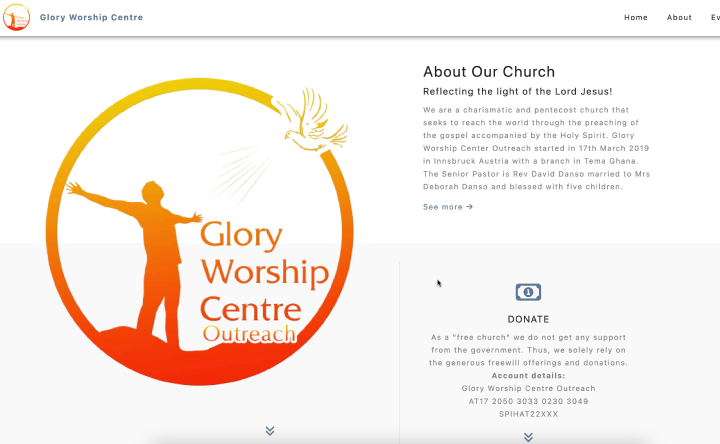 Glory Worship Centre
Home About Ev
About Our Church
Reflecting the light of the Lord Jesus!
We are a charismatic and pentecost church that
seeks to reach the world through the preaching of
the gospel accompanied by the Holy Spirit. Glory
Worship Center Outreach started in 17th March 2019
in Innsbruck Austria with a branch in Tema Ghana.
The Senior Pastor is Rev David Danso married to Mrs
Deborah Danso and blessed with five children.
See more →
Glory
Worship
Centre
Outreach
1
DONATE
As a "free church" we do not get any support
from the government. Thus, we solely rely on
the generous freewill offerings and donations.
Account details:
Glory Worship Centre Outreach
AT17 2050 3033 0230 3049
SPIHAT22XXX